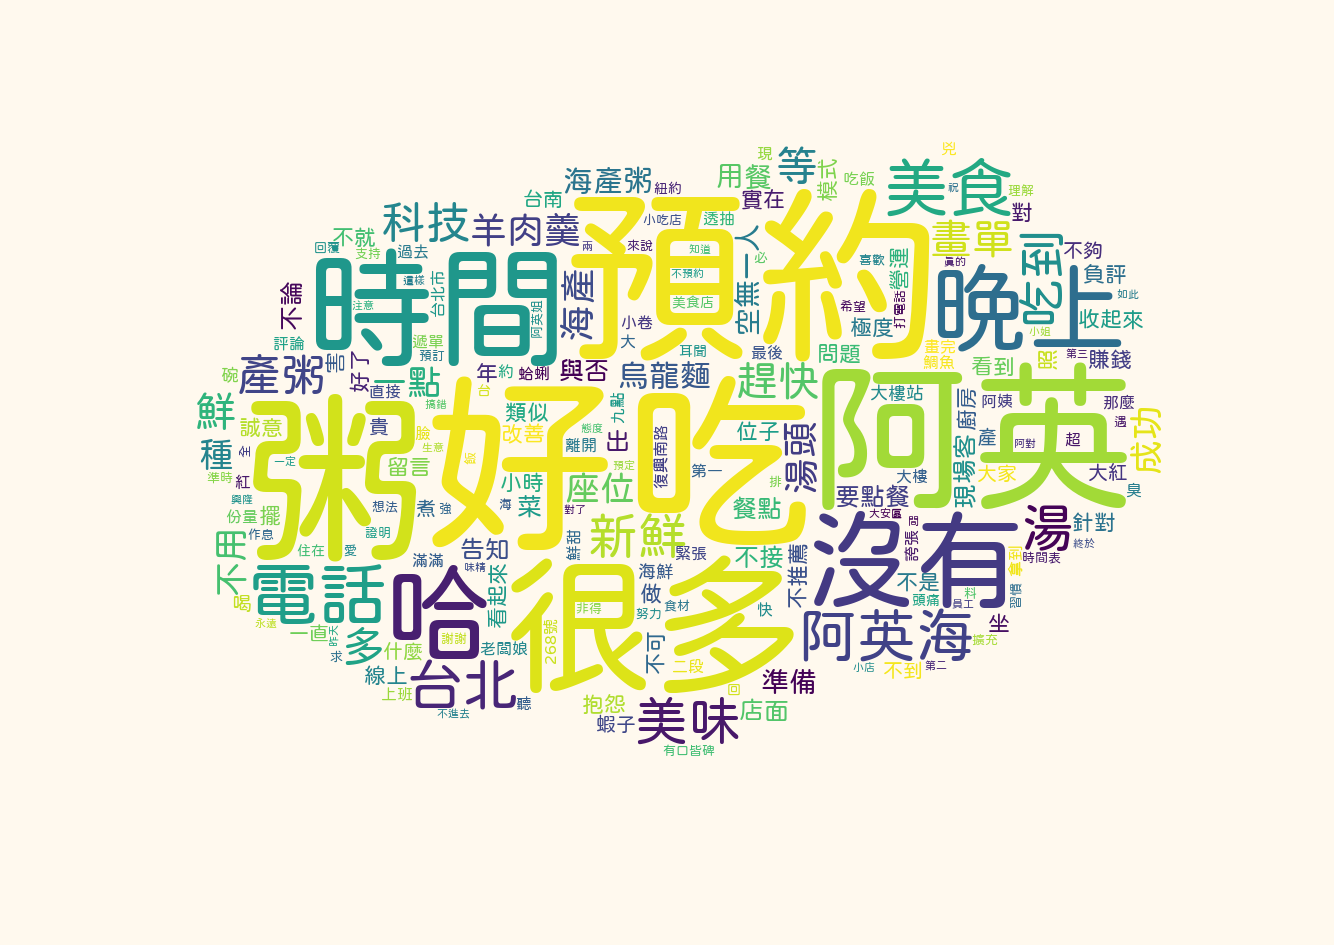 兇
現
等
模式
吃飯
用餐
美食
祝
理解
海產粥
紐約
實在
對
台南
小吃店
透抽
預約
畫單
科技
羊肉羹
不就
兩
來說
知道
一人
空無
必
喜歡
營運
真的
吃到
不夠
回覆
支持
過去
這樣
時間
海產
不預約
晚上
負評
如此
台北市
注意
美食店
希望
打電話
收起來
不論
阿英姐
小卷
大
極度
小姐
評論
遞單
預訂
耳聞
最後
問題
畫完
鯛魚
看到
照
第三
賺錢
害
好了
產粥
碗
一點
年
約
蛤蜊
與否
烏龍麵
趕快
阿英
直接
搞錯
台
九點
大樓站
廚房
阿姨
那麼
鮮
誠意
貴
粥
好吃
類似
改善
出
態度
復興南路
位子
湯頭
產
阿對
超
遇
成功
種
全
臉
生意
飯
離開
現場客
一定
留言
預定
第一
大樓
大家
大紅
臭
準時
紅
小時
座位
排
興隆
想法
煮
強
海
菜
對了
餐點
要點餐
份量
擺
作息
證明
新鮮
大安區
誇張
間
湯
針對
不用
住在
愛
告知
鮮甜
緊張
不接
沒有
終於
滿滿
味精
拿到
時間表
電話
哈
看起來
很多
海鮮
不推薦
不是
料
習慣
喝
非得
做
努力
食材
快
頭痛
員工
永遠
一直
昨天
多
什麼
謝謝
老闆娘
268號
不可
阿英海
坐
擴充
求
線上
台北
二段
小店
不到
第二
上班
聽
回
準備
不進去
抱怨
蝦子
美味
店面
有口皆碑